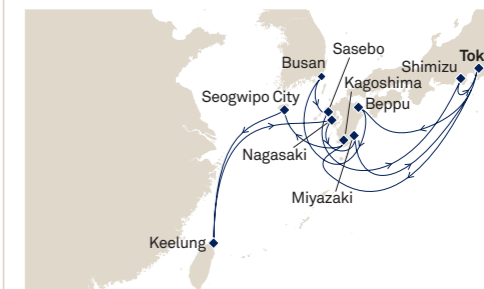 Sasebo
Busan
Tok
Shimizu
Kagoshima
Seogwipo City
Beppu
Nagasaki
Miyazaki
Keelung